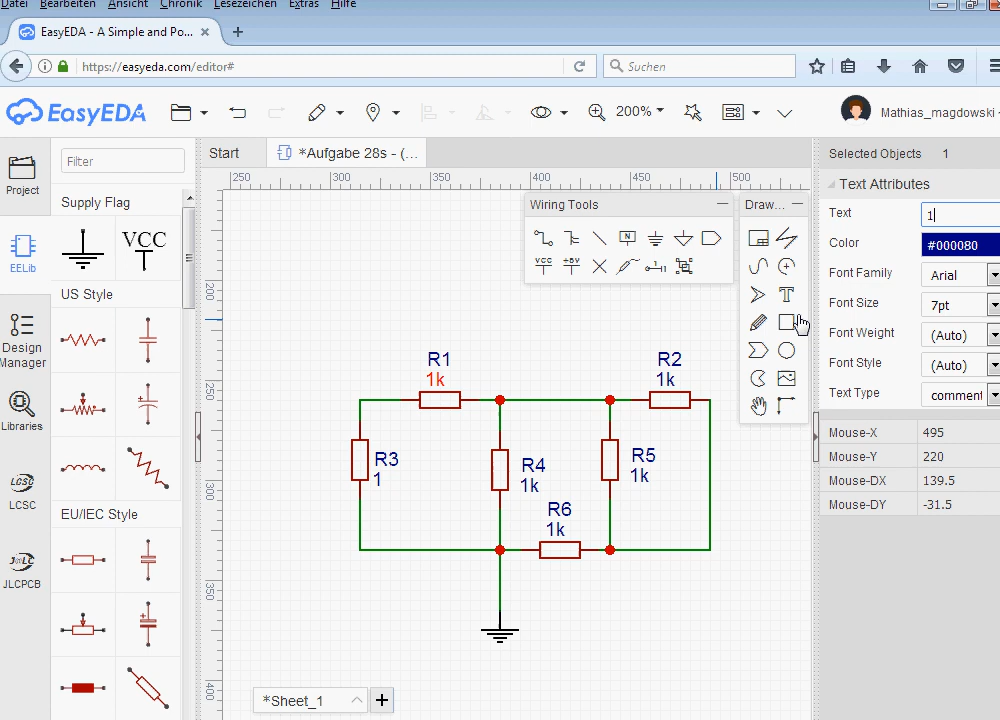 Datei Bearbeiten Ansicht Chronik Lesezeichen Extras Hilfe
EasyEDA - A Simple and Po...
https://easyeda.com/editor#
Suchen
EasyEDA
200%
Mathias_magdowski
Project
EELib
Design
Manager
Libraries
LCSC
LCSC
JLCPCB
Filter
Supply Flag
VCC
US Style
EU/IEC Style
Start
*Aufgabe 28s - (...
250 300 350 400 450 500
200
250
300
350
400
Wiring Tools
N
VCC +5V
Draw...
T
R1
1k
R2
1k
R3
1
R4
1k
R5
1k
R6
1k
*Sheet_1
Selected Objects 1
Text Attributes
Text 1
Color #000080
Font Family Arial
Font Size 7pt
Font Weight (Auto)
Font Style (Auto)
Text Type comment
Mouse-X 495
Mouse-Y 220
Mouse-DX 139.5
Mouse-DY -31.5